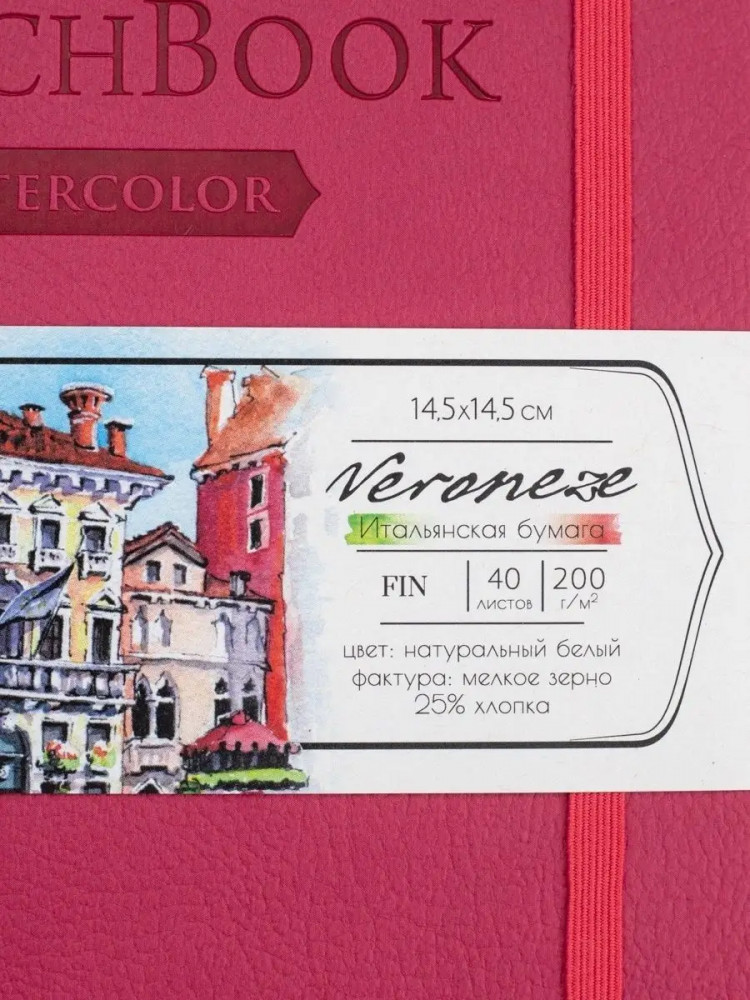 CHBOOK
TERCOLOR
14,5х14,5 см
Veroneze
Итальянская бумага
FIN 40 листов 200 г/м²
цвет: натуральный белый
фактура: мелкое зерно
25% хлопка